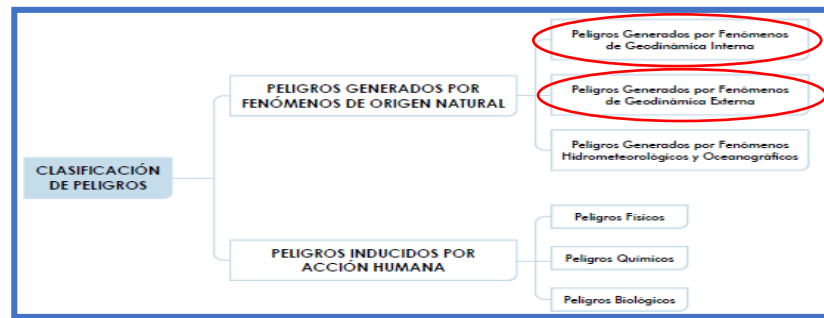 CLASIFICACIÓN
DE PELIGROS
PELIGROS GENERADOS POR
FENÓMENOS DE ORIGEN NATURAL
Peligros Generados por Fenómenos
de Geodinámica Interna
Peligros Generados por Fenómenos
de Geodinámica Externa
Peligros Generados por Fenómenos
Hidrometeorológicos y Oceanográficos
PELIGROS INDUCIDOS POR
ACCIÓN HUMANA
Peligros Físicos
Peligros Químicos
Peligros Biológicos